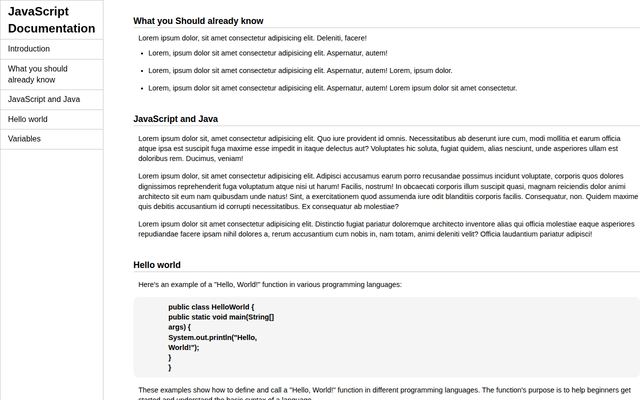 JavaScript
Documentation
Introduction
What you should
already know
JavaScript and Java
Hello world
Variables
What you Should already know
Lorem ipsum dolor, sit amet consectetur adipisicing elit. Deleniti, facere!
• Lorem, ipsum dolor sit amet consectetur adipisicing elit. Aspernatur, autem!
• Lorem, ipsum dolor sit amet consectetur adipisicing elit. Aspernatur, autem! Lorem, ipsum dolor.
• Lorem, ipsum dolor sit amet consectetur adipisicing elit. Aspernatur, autem! Lorem ipsum dolor sit amet consectetur.
JavaScript and Java
Lorem ipsum dolor sit, amet consectetur adipisicing elit. Quo iure provident id omnis. Necessitatibus ab deserunt iure cum, modi mollitia et earum officia
atque ipsa est suscipit fuga maxime esse impedit in itaque delectus aut? Voluptates hic soluta, fugiat quidem, alias nesciunt, unde asperiores ullam est
doloribus rem. Ducimus, veniam!
Lorem ipsum dolor sit amet consectetur adipisicing elit. Adipisci accusamus earum porro recusandae possimus incidunt voluptate, corporis quos dolores
dignissimos reprehenderit fuga voluptatum atque nisi ut harum! Facilis, nostrum! In obcaecati corporis illum suscipit quasi, magnam reiciendis dolor animi
architecto sit eum nam quibusdam unde natus! Sint, a exercitationem quod assumenda iure odit blanditiis corporis facilis. Consequatur, non. Quidem maxime
quis debitis accusantium id corrupti necessitatibus. Ex consequatur ab molestiae?
Lorem ipsum dolor sit amet consectetur adipisicing elit. Distinctio fugiat pariatur doloremque architecto inventore alias qui officia molestiae eaque asperiores
repudiandae facere ipsam nihil dolores a, rerum accusantium cum nobis in, nam totam, animi deleniti velit? Officia laudantium pariatur adipisci!
Hello world
Here's an example of a "Hello, World!" function in various programming languages:
public class HelloWorld {
public static void main(String[]
args) {
System.out.println("Hello,
World!");
}
}
These examples show how to define and call a "Hello, World!" function in different programming languages. The function's purpose is to help beginners get
started and understand the basic syntax of a language.